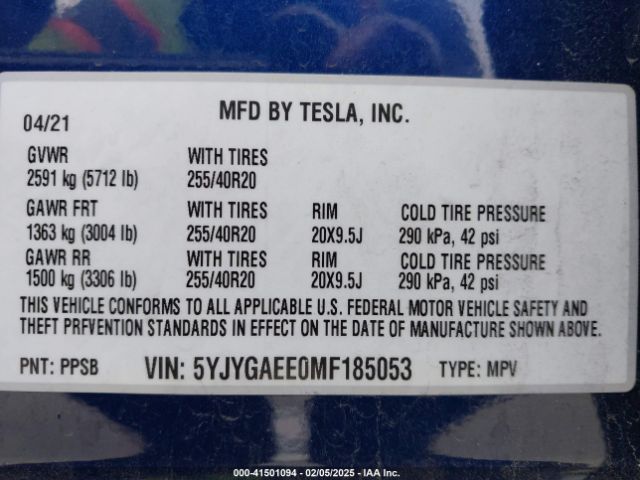 MFD BY TESLA, INC.
04/21
GVWR WITH TIRES
2591 kg (5712 lb) 255/40R20
GAWR FRT WITH TIRES RIM COLD TIRE PRESSURE
1363 kg (3004 lb) 255/40R20 20X9.5J 290 kPa, 42 psi
GAWR RR WITH TIRES RIM COLD TIRE PRESSURE
1500 kg (3306 lb) 255/40R20 20X9.5J 290 kPa, 42 psi
THIS VEHICLE CONFORMS TO ALL APPLICABLE U.S. FEDERAL MOTOR VEHICLE SAFETY AND
THEFT PRFVENTION STANDARDS IN EFFECT ON THE DATE OF MANUFACTURE SHOWN ABOVE.
PNT: PPSB VIN: 5YJYGAEE0MF185053 TYPE: MPV
000-41501094 - 02/05/2025 - IAA Inc.